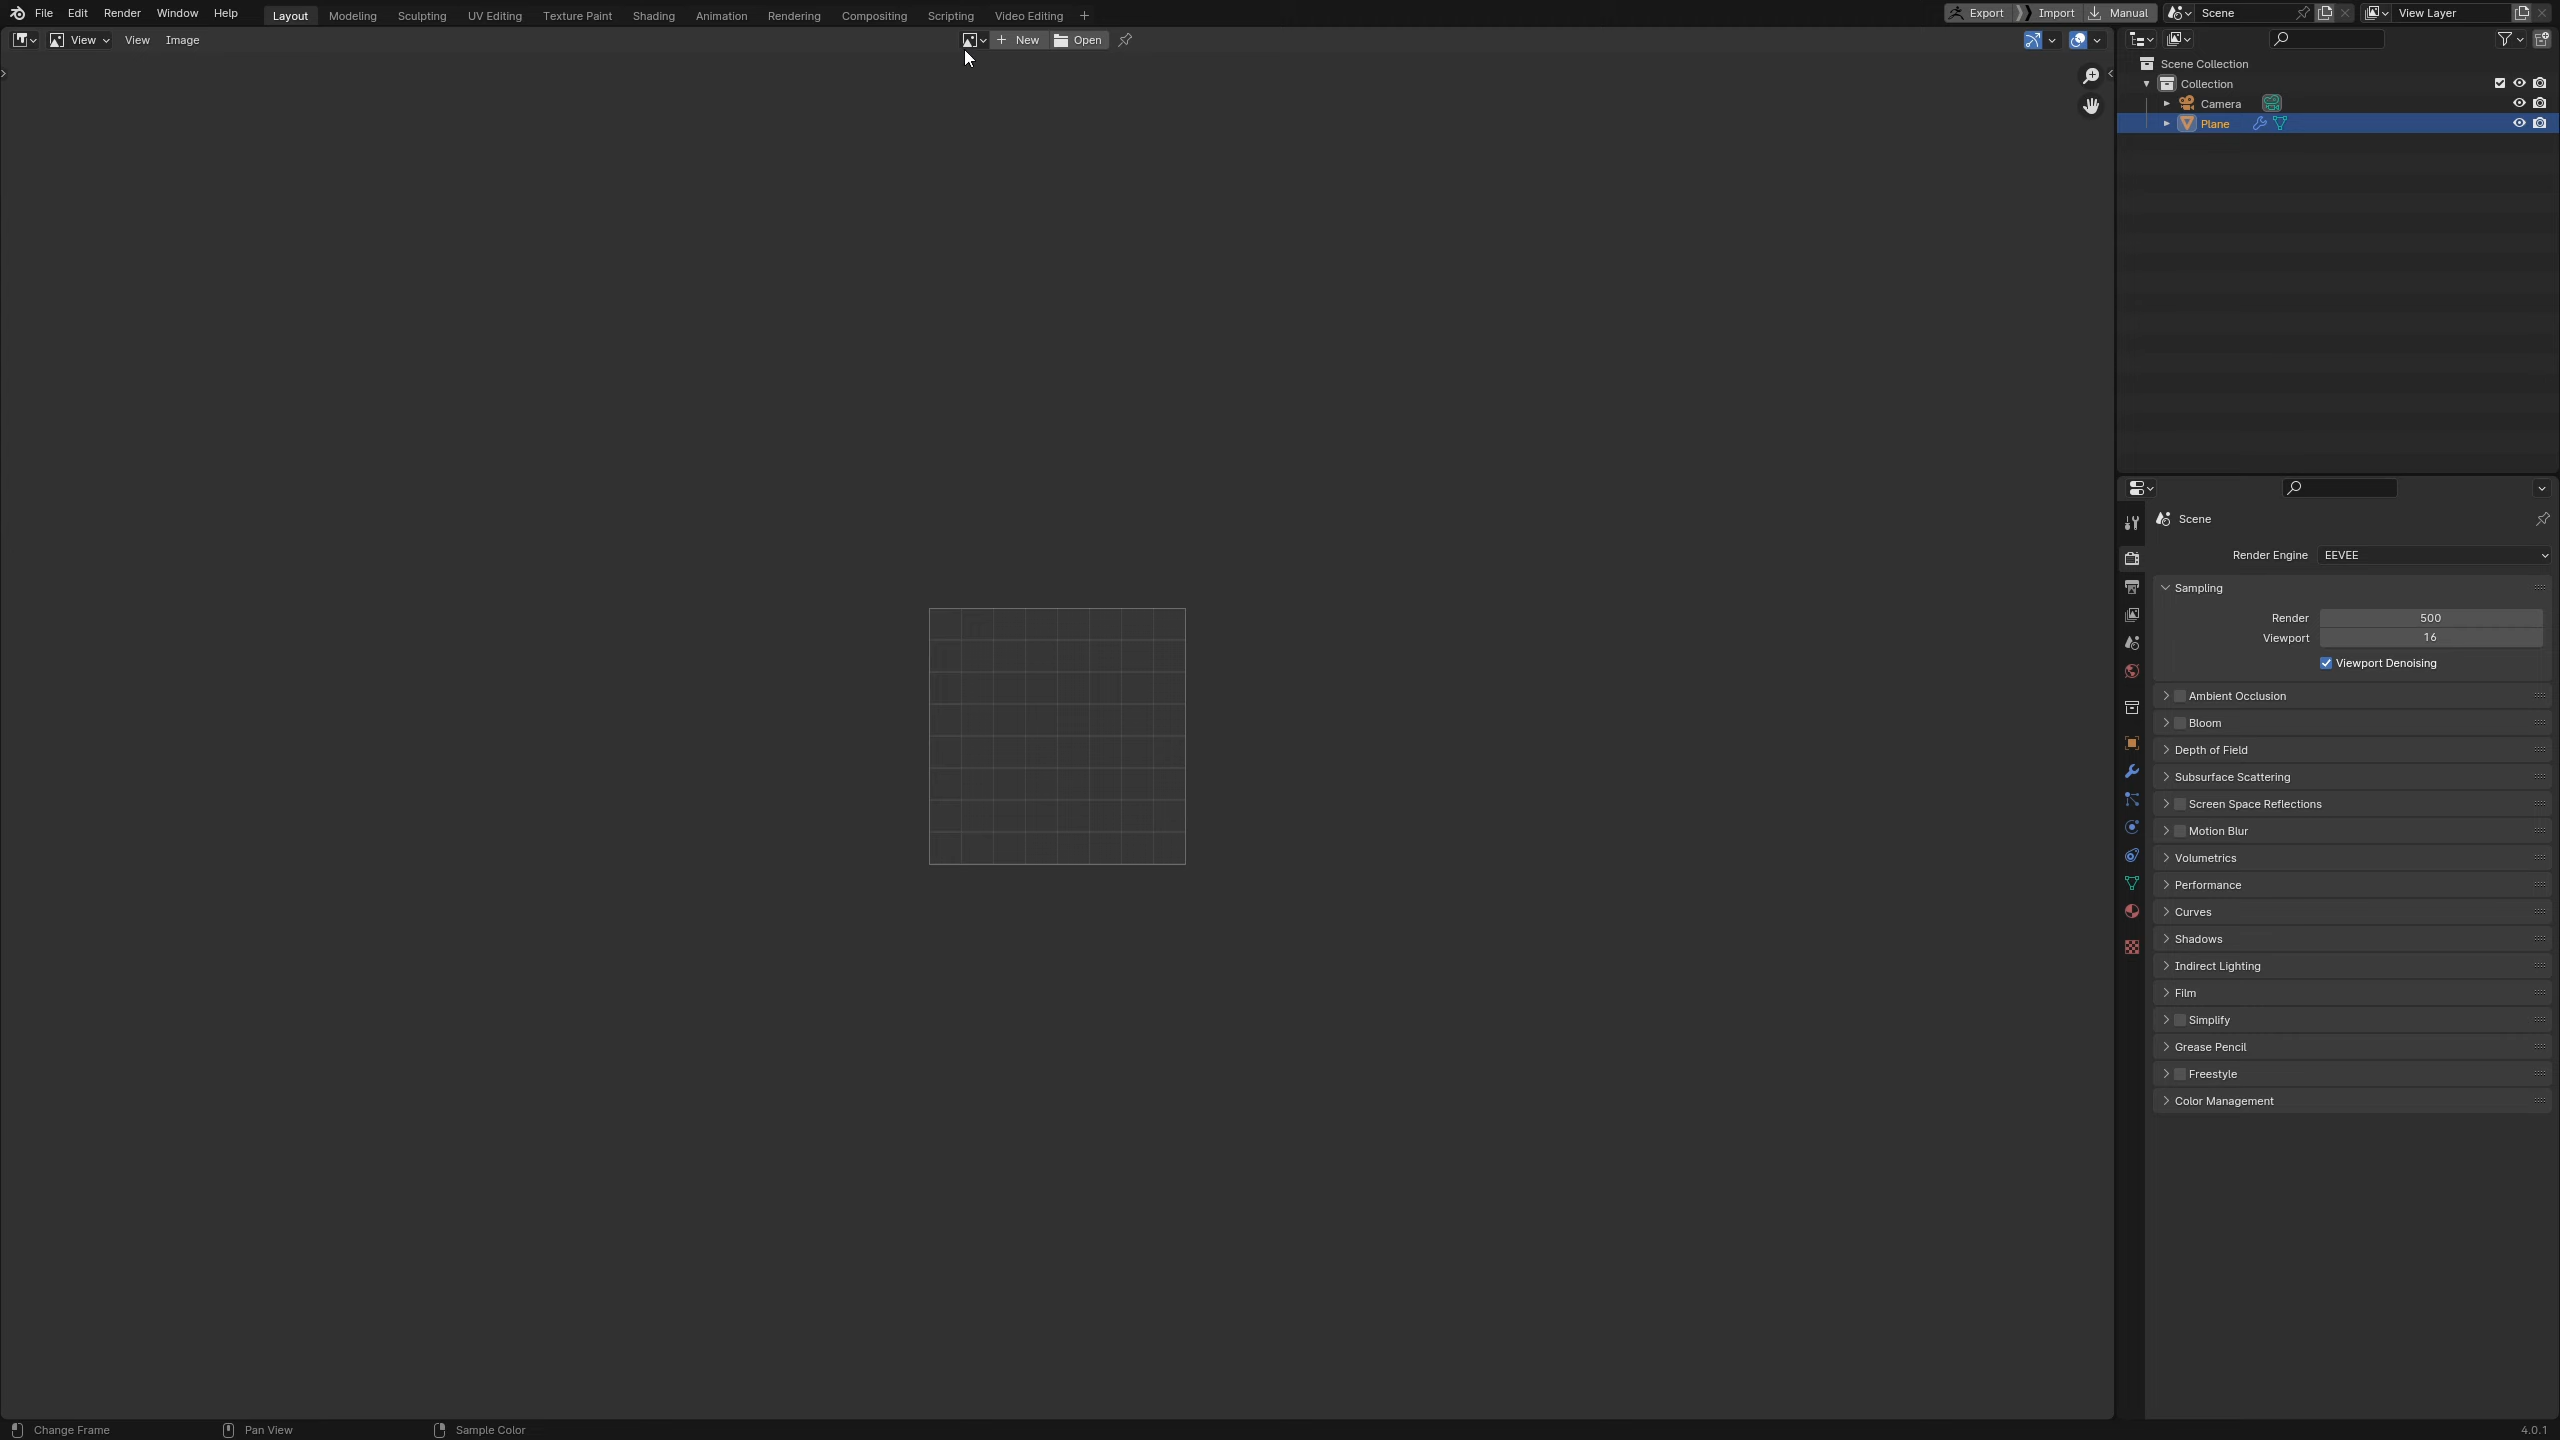 File Edit Render Window Help Layout Modeling Sculpting UV Editing Texture Paint Shading Animation Rendering Compositing Scripting Video Editing Export Import Manual Scene View Layer
View View Image New Open
Scene Collection
Collection
Camera
Plane
Scene
Render Engine EEVEE
Sampling
Render 500
Viewport 16
Viewport Denoising
Ambient Occlusion
Bloom
Depth of Field
Subsurface Scattering
Screen Space Reflections
Motion Blur
Volumetrics
Performance
Curves
Shadows
Indirect Lighting
Film
Simplify
Grease Pencil
Freestyle
Color Management
Change Frame Pan View Sample Color 4.0.1